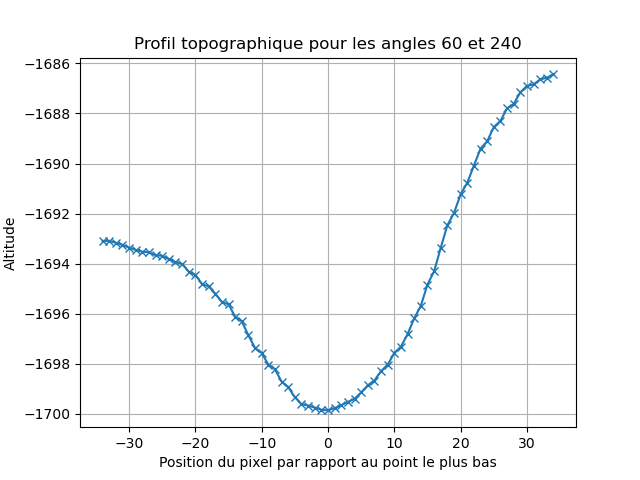 Profil topographique pour les angles 60 et 240
Altitude
−1686
−1688
−1690
−1692
−1694
−1696
−1698
−1700
−30 −20 −10 0 10 20 30
Position du pixel par rapport au point le plus bas